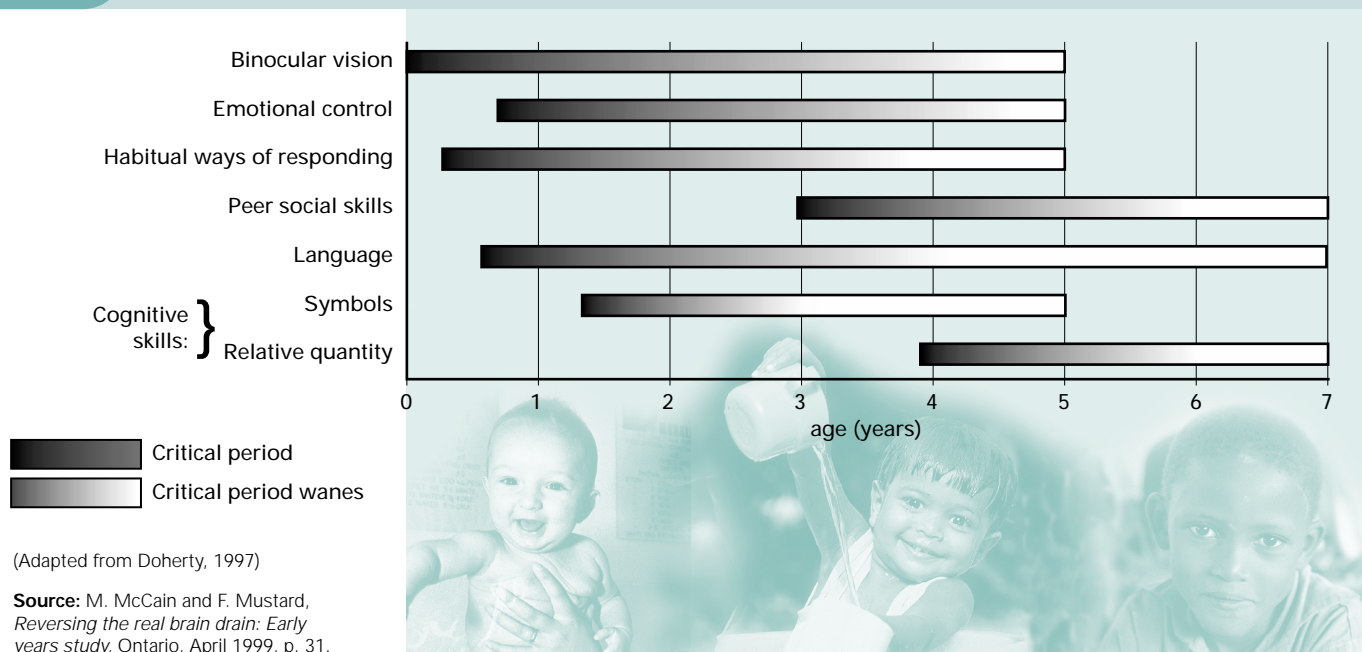 Binocular vision
Emotional control
Habitual ways of responding
Peer social skills
Language
Cognitive
skills:
}
Symbols
Relative quantity
0 1 2 3 4 5 6 7
age (years)
Critical period
Critical period wanes
(Adapted from Doherty, 1997)
Source: M. McCain and F. Mustard,
Reversing the real brain drain: Early
years study, Ontario, April 1999, p. 31.